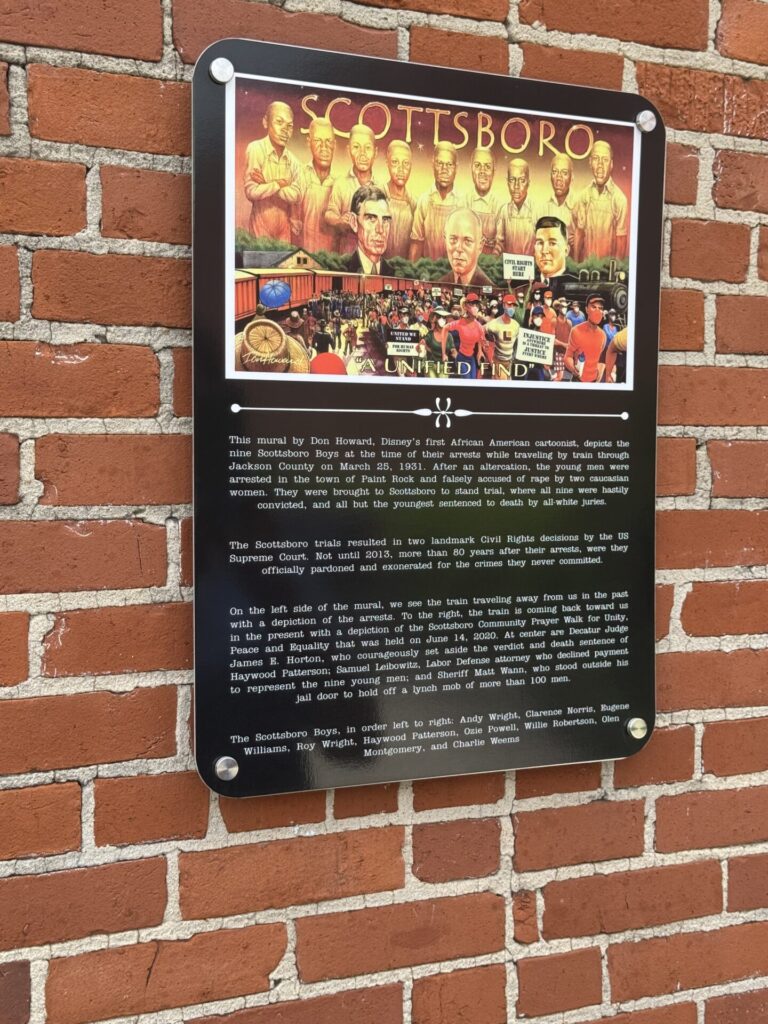 SCOTTSBORO
CIVIL RIGHTS
START
HERE
UNITED WE
STAND
FOR HUMAN
RIGHTS
INJUSTICE
ANYWHERE
IS A THREAT TO
JUSTICE
EVERYWHERE
Don Howard
"A UNIFIED FIND"
This mural by Don Howard, Disney's first African American cartoonist, depicts the
nine Scottsboro Boys at the time of their arrests while traveling by train through
Jackson County on March 25, 1931. After an altercation, the young men were
arrested in the town of Paint Rock and falsely accused of rape by two caucasian
women. They were brought to Scottsboro to stand trial, where all nine were hastily
convicted, and all but the youngest sentenced to death by all-white juries.
The Scottsboro trials resulted in two landmark Civil Rights decisions by the US
Supreme Court. Not until 2013, more than 80 years after their arrests, were they
officially pardoned and exonerated for the crimes they never committed.
On the left side of the mural, we see the train traveling away from us in the past
with a depiction of the arrests. To the right, the train is coming back toward us
in the present with a depiction of the Scottsboro Community Prayer Walk for Unity,
Peace and Equality that was held on June 14, 2020. At center are Decatur Judge
James E. Horton, who courageously set aside the verdict and death sentence of
Haywood Patterson; Samuel Leibowitz, Labor Defense attorney who declined payment
to represent the nine young men; and Sheriff Matt Wann, who stood outside his
jail door to hold off a lynch mob of more than 100 men.
The Scottsboro Boys, in order left to right: Andy Wright, Clarence Norris, Eugene
Williams, Roy Wright, Haywood Patterson, Ozie Powell, Willie Robertson, Olen
Montgomery, and Charlie Weems